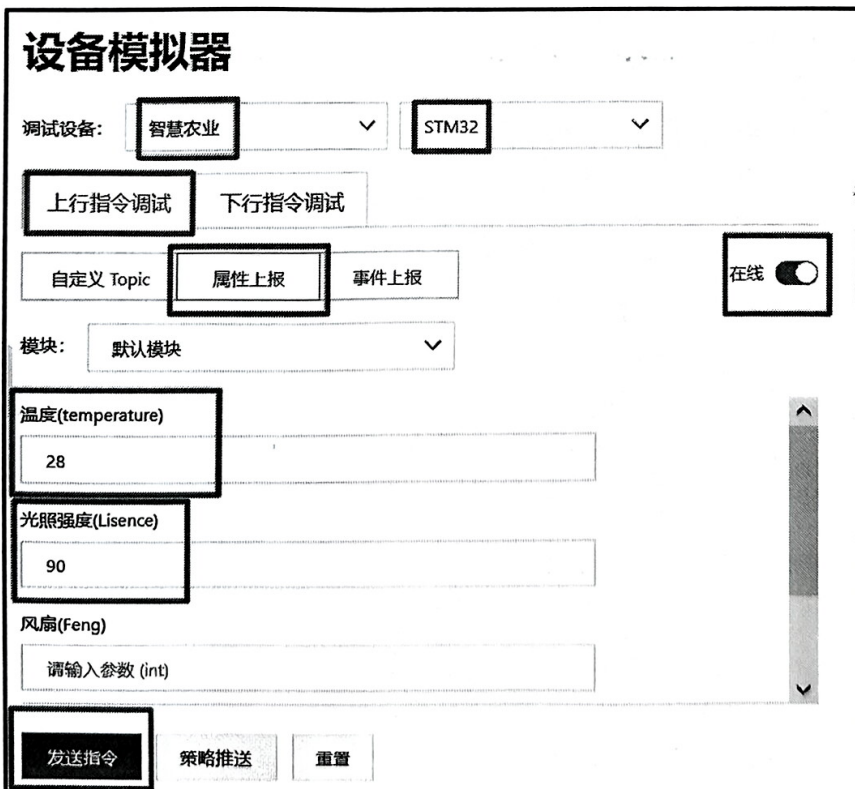 设备模拟器
调试设备： 智慧农业 STM32
上行指令调试 下行指令调试
自定义 Topic 属性上报 事件上报 在线
模块： 默认模块
温度(temperature)
28
光照强度(Lisence)
90
风扇(Feng)
请输入参数 (int)
发送指令 策略推送 重置